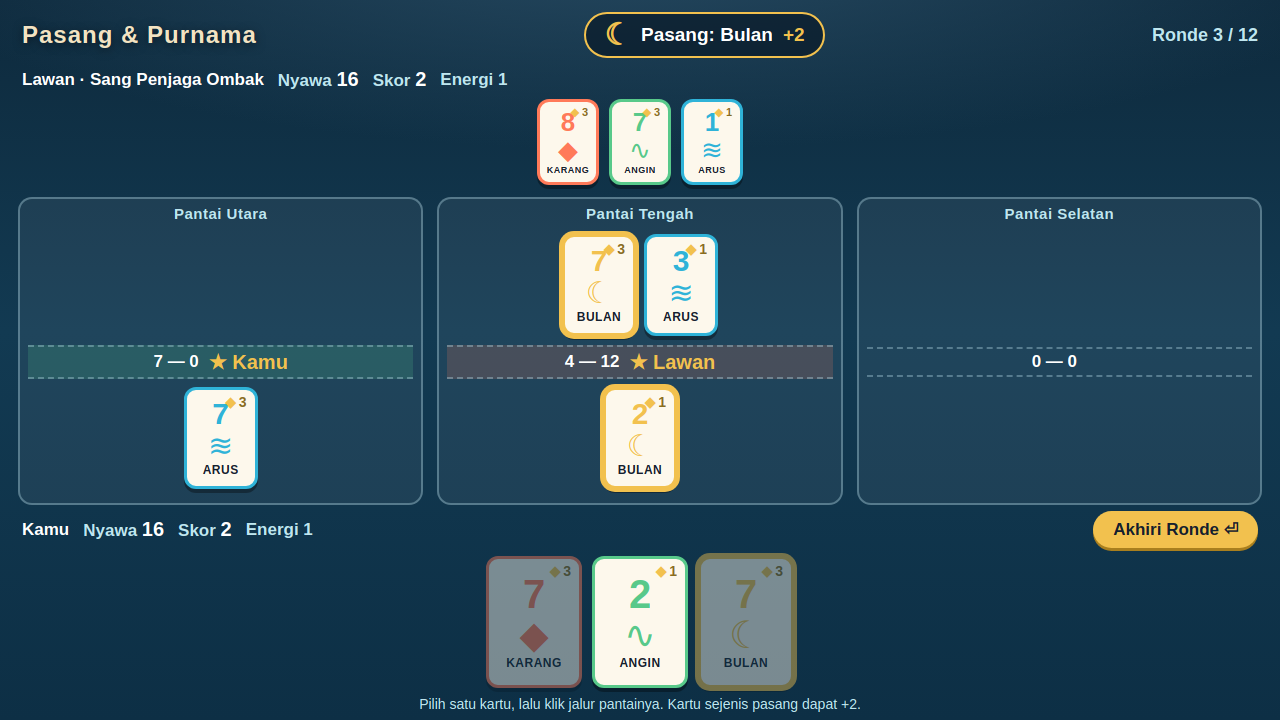 Pasang & Purnama
☾ Pasang: Bulan +2
Ronde 3 / 12
Lawan · Sang Penjaga Ombak Nyawa 16 Skor 2 Energi 1
8 ◆ 3
◆
KARANG
7 ◆ 3
∿
ANGIN
1 ◆ 1
≋
ARUS
Pantai Utara
7 — 0 ★ Kamu
7 ◆ 3
≋
ARUS
Pantai Tengah
7 ◆ 3
☾
BULAN
3 ◆ 1
≋
ARUS
4 — 12 ★ Lawan
2 ◆ 1
☾
BULAN
Pantai Selatan
0 — 0
Kamu Nyawa 16 Skor 2 Energi 1
Akhiri Ronde ⏎
7 ◆ 3
◆
KARANG
2 ◆ 1
∿
ANGIN
7 ◆ 3
☾
BULAN
Pilih satu kartu, lalu klik jalur pantainya. Kartu sejenis pasang dapat +2.